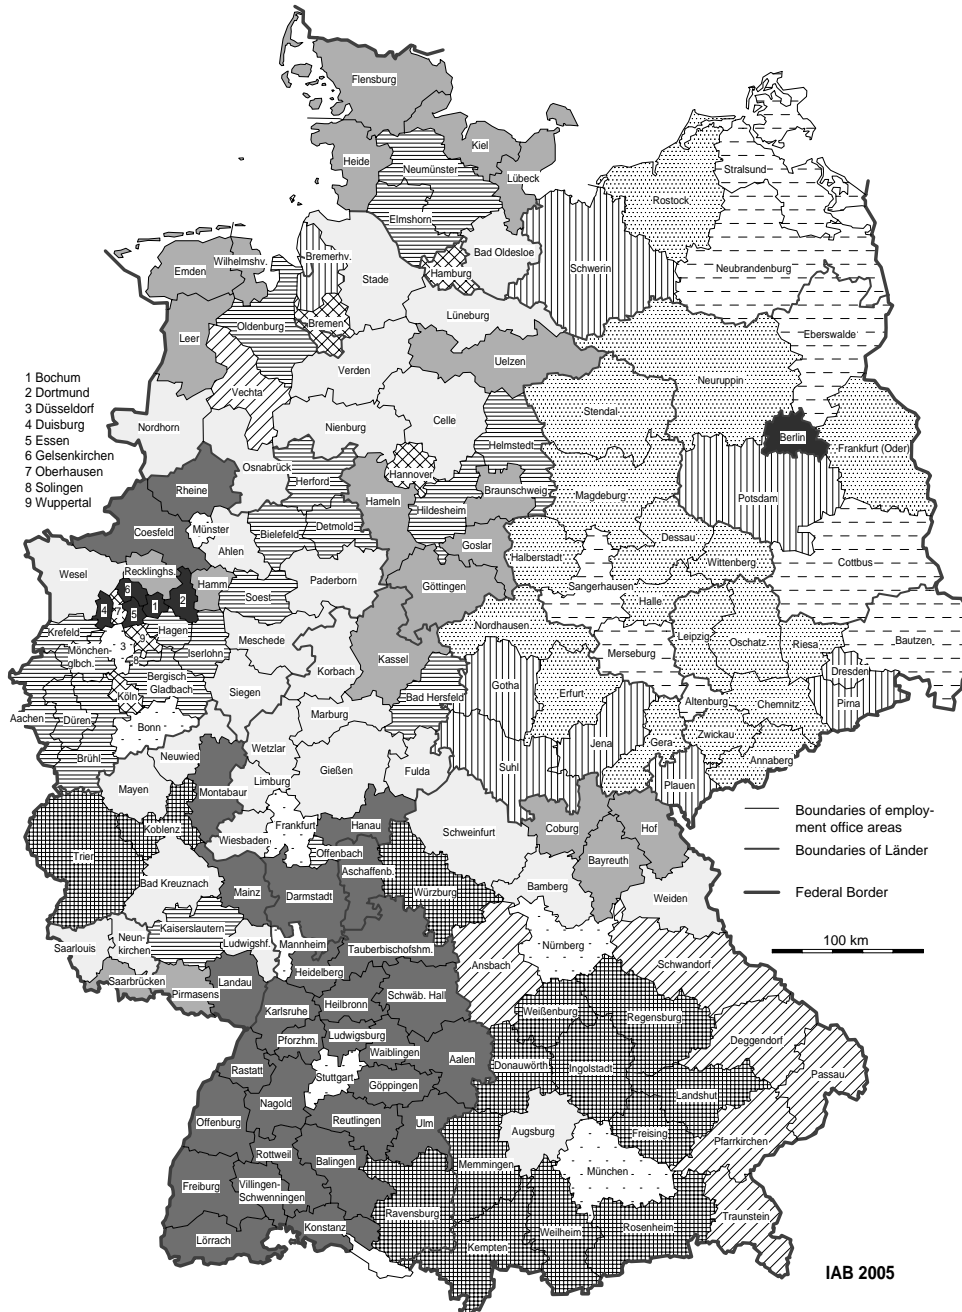 Flensburg
Kiel
Heide
Neumünster
Lübeck
Stralsund
Rostock
Elmshorn
Bad Oldesloe
Bremerhv.
Wilhelmshv.
Emden
Stade
Hamburg
Schwerin
Neubrandenburg
Lüneburg
Bremen
Oldenburg
Leer
Eberswalde
Uelzen
Verden
1 Bochum
2 Dortmund
3 Düsseldorf
4 Duisburg
5 Essen
6 Gelsenkirchen
7 Oberhausen
8 Solingen
9 Wuppertal
Vechta
Neuruppin
Stendal
Celle
Nordhorn
Nienburg
Helmstedt
Berlin
Frankfurt (Oder)
Osnabrück
Hannover
Herford
Rheine
Braunschweig
Hameln
Magdeburg
Potsdam
Hildesheim
Münster
Coesfeld
Bielefeld
Detmold
Dessau
Goslar
Ahlen
Halberstadt
Wittenberg
Cottbus
Wesel
Recklinghs.
Hamm
Paderborn
Göttingen
Sangerhausen
6
Soest
Halle
4
7
5
1
2
Nordhausen
Krefeld
Hagen
9
Meschede
Leipzig
Oschatz
Riesa
Bautzen
Mönchen-
glbch.
3
8
Iserlohn
Kassel
Merseburg
Bergisch
Gladbach
Korbach
Dresden
Köln
Siegen
Bad Hersfeld
Gotha
Erfurt
Altenburg
Chemnitz
Pirna
Aachen
Düren
Bonn
Marburg
Zwickau
Brühl
Neuwied
Wetzlar
Jena
Gera
Annaberg
Gießen
Fulda
Suhl
Mayen
Montabaur
Limburg
Plauen
Koblenz
Frankfurt
Hanau
Schweinfurt
Coburg
Hof
Wiesbaden
Offenbach
Trier
Aschaffenb.
Bayreuth
Bad Kreuznach
Mainz
Darmstadt
Würzburg
Bamberg
Weiden
Boundaries of employ-
ment office areas
Boundaries of Länder
Federal Border
100 km
Kaiserslautern
Neun-
kirchen
Saarlouis
Ludwigshf.
Mannheim
Tauberbischofshm.
Nürnberg
Ansbach
Schwandorf
Saarbrücken
Heidelberg
Landau
Pirmasens
Schwäb. Hall
Karlsruhe
Heilbronn
Weißenburg
Regensburg
Pforzhm.
Ludwigsburg
Waiblingen
Deggendorf
Aalen
Donauwörth
Ingolstadt
Passau
Rastatt
Stuttgart
Göppingen
Nagold
Landshut
Offenburg
Reutlingen
Ulm
Augsburg
Freising
Pfarrkirchen
Rottweil
Balingen
Memmingen
München
Freiburg
Villingen-
Schwenningen
Ravensburg
Traunstein
Konstanz
Rosenheim
Lörrach
Weilheim
Kempten
IAB 2005